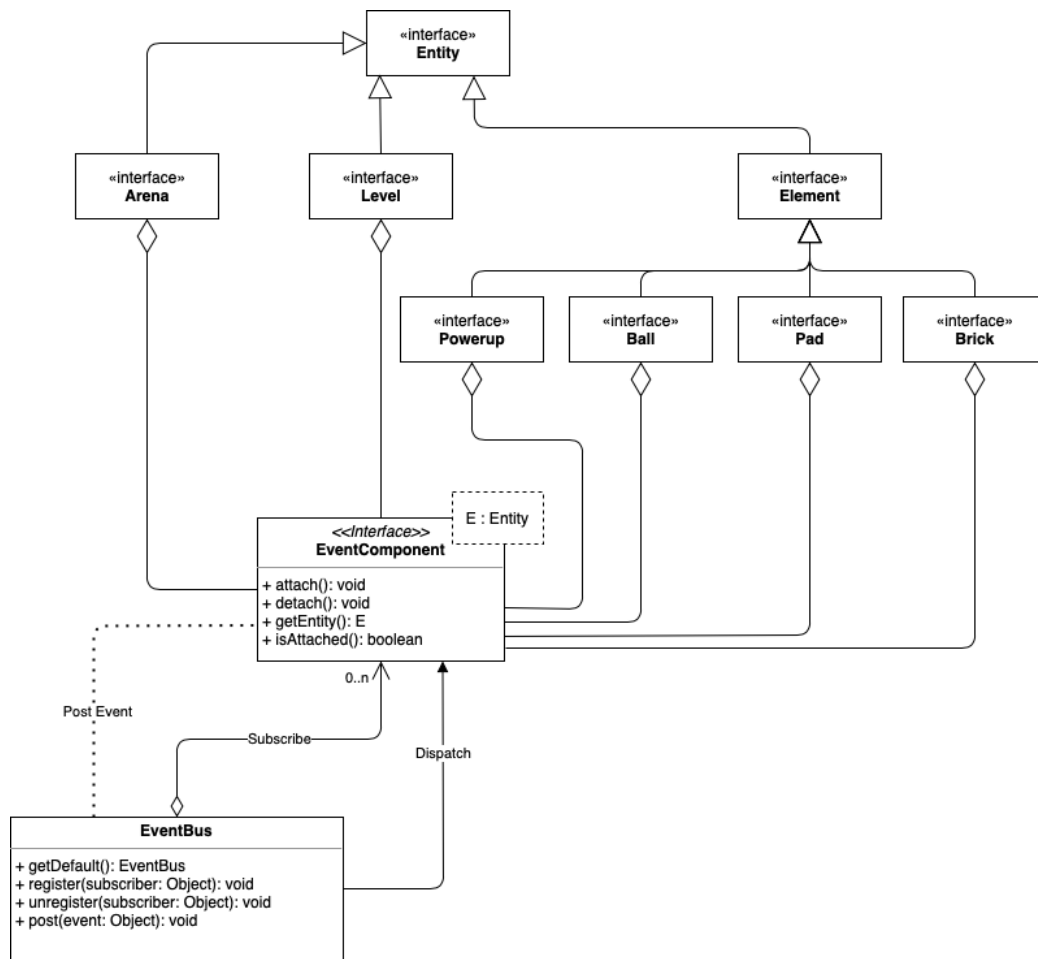 «interface»
Entity
«interface»
Arena
«interface»
Level
«interface»
Element
«interface»
Powerup
«interface»
Ball
«interface»
Pad
«interface»
Brick
E : Entity
<<Interface>>
EventComponent
+ attach(): void
+ detach(): void
+ getEntity(): E
+ isAttached(): boolean
0..n
Post Event
Subscribe
Dispatch
EventBus
+ getDefault(): EventBus
+ register(subscriber: Object): void
+ unregister(subscriber: Object): void
+ post(event: Object): void